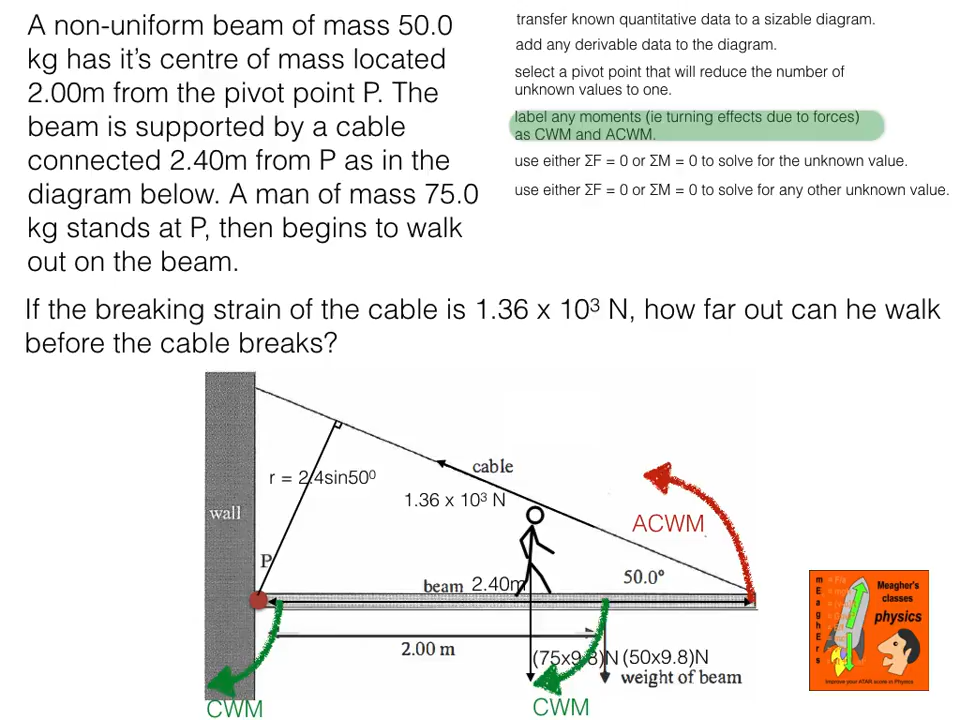 A non-uniform beam of mass 50.0
kg has it's centre of mass located
2.00m from the pivot point P. The
beam is supported by a cable
connected 2.40m from P as in the
diagram below. A man of mass 75.0
kg stands at P, then begins to walk
out on the beam.
transfer known quantitative data to a sizable diagram.
add any derivable data to the diagram.
select a pivot point that will reduce the number of
unknown values to one.
label any moments (ie turning effects due to forces)
as CWM and ACWM.
use either ΣF = 0 or ΣM = 0 to solve for the unknown value.
use either ΣF = 0 or ΣM = 0 to solve for any other unknown value.
If the breaking strain of the cable is 1.36 x 10³ N, how far out can he walk
before the cable breaks?
cable
r = 2.4sin50⁰
1.36 x 10³ N
wall
ACWM
P
50.0°
beam
2.40m
2.00 m
(75x9.8)N
(50x9.8)N
weight of beam
CWM
CWM
mEaghErs
Meagher's
classes
physics
Improve your ATAR score in Physics